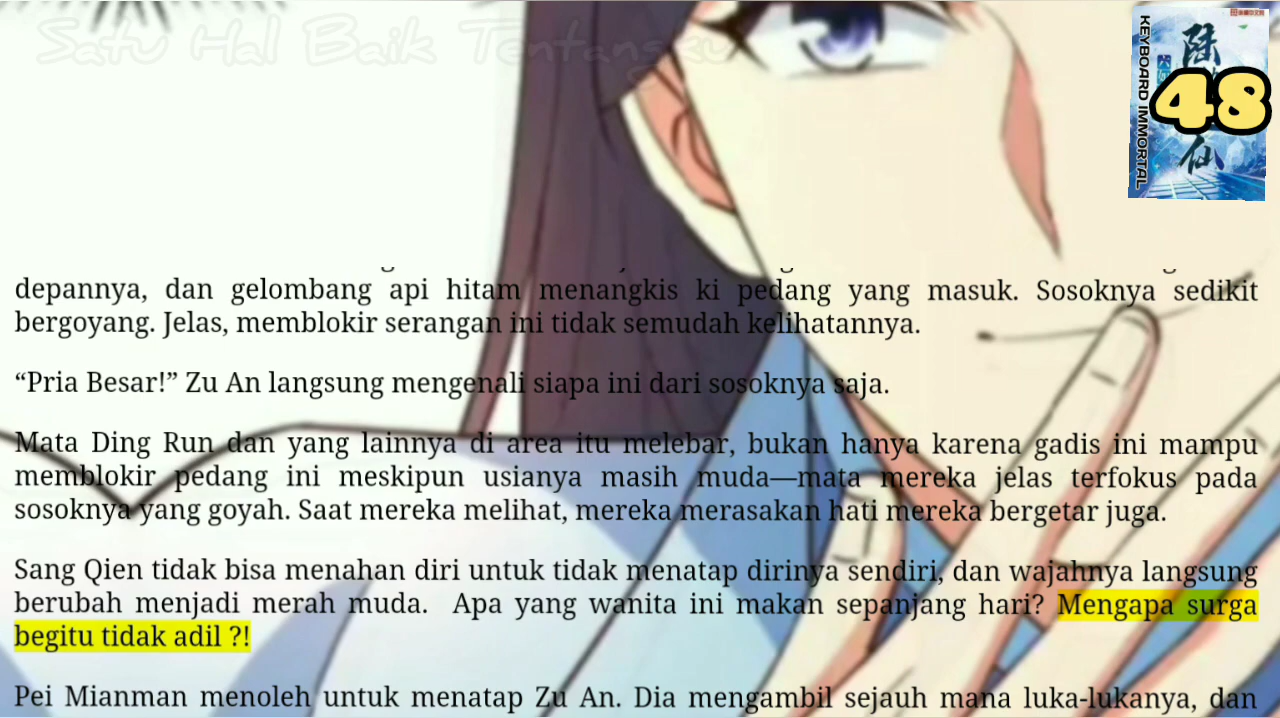 Satu Hal Baik Tentangku
KEYBOARD IMMORTAL
48
depannya, dan gelombang api hitam menangkis ki pedang yang masuk. Sosoknya sedikit
bergoyang. Jelas, memblokir serangan ini tidak semudah kelihatannya.
“Pria Besar!” Zu An langsung mengenali siapa ini dari sosoknya saja.
Mata Ding Run dan yang lainnya di area itu melebar, bukan hanya karena gadis ini mampu
memblokir pedang ini meskipun usianya masih muda—mata mereka jelas terfokus pada
sosoknya yang goyah. Saat mereka melihat, mereka merasakan hati mereka bergetar juga.
Sang Qien tidak bisa menahan diri untuk tidak menatap dirinya sendiri, dan wajahnya langsung
berubah menjadi merah muda.  Apa yang wanita ini makan sepanjang hari? Mengapa surga
begitu tidak adil ?!
Pei Mianman menoleh untuk menatap Zu An. Dia mengambil sejauh mana luka-lukanya, dan